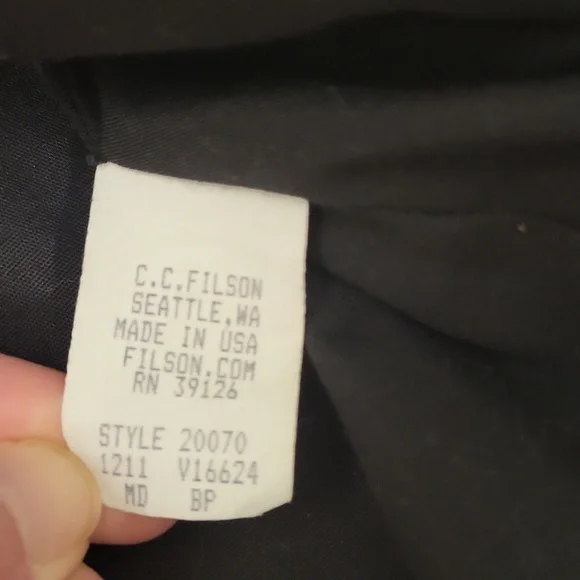 C.C.FILSON
SEATTLE,WA
MADE IN USA
FILSON.COM
RN 39126
STYLE 20070
1211 V16624
MD BP